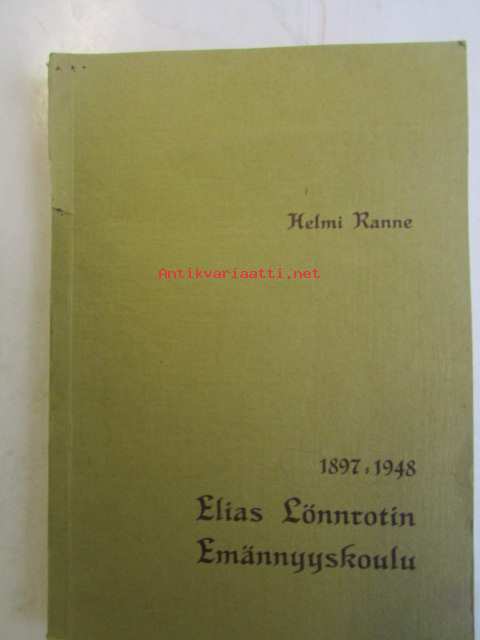 Helmi Ranne
Antikvariaatti.net
1897-1948
Elias Lönnrotin
Emännyyskoulu